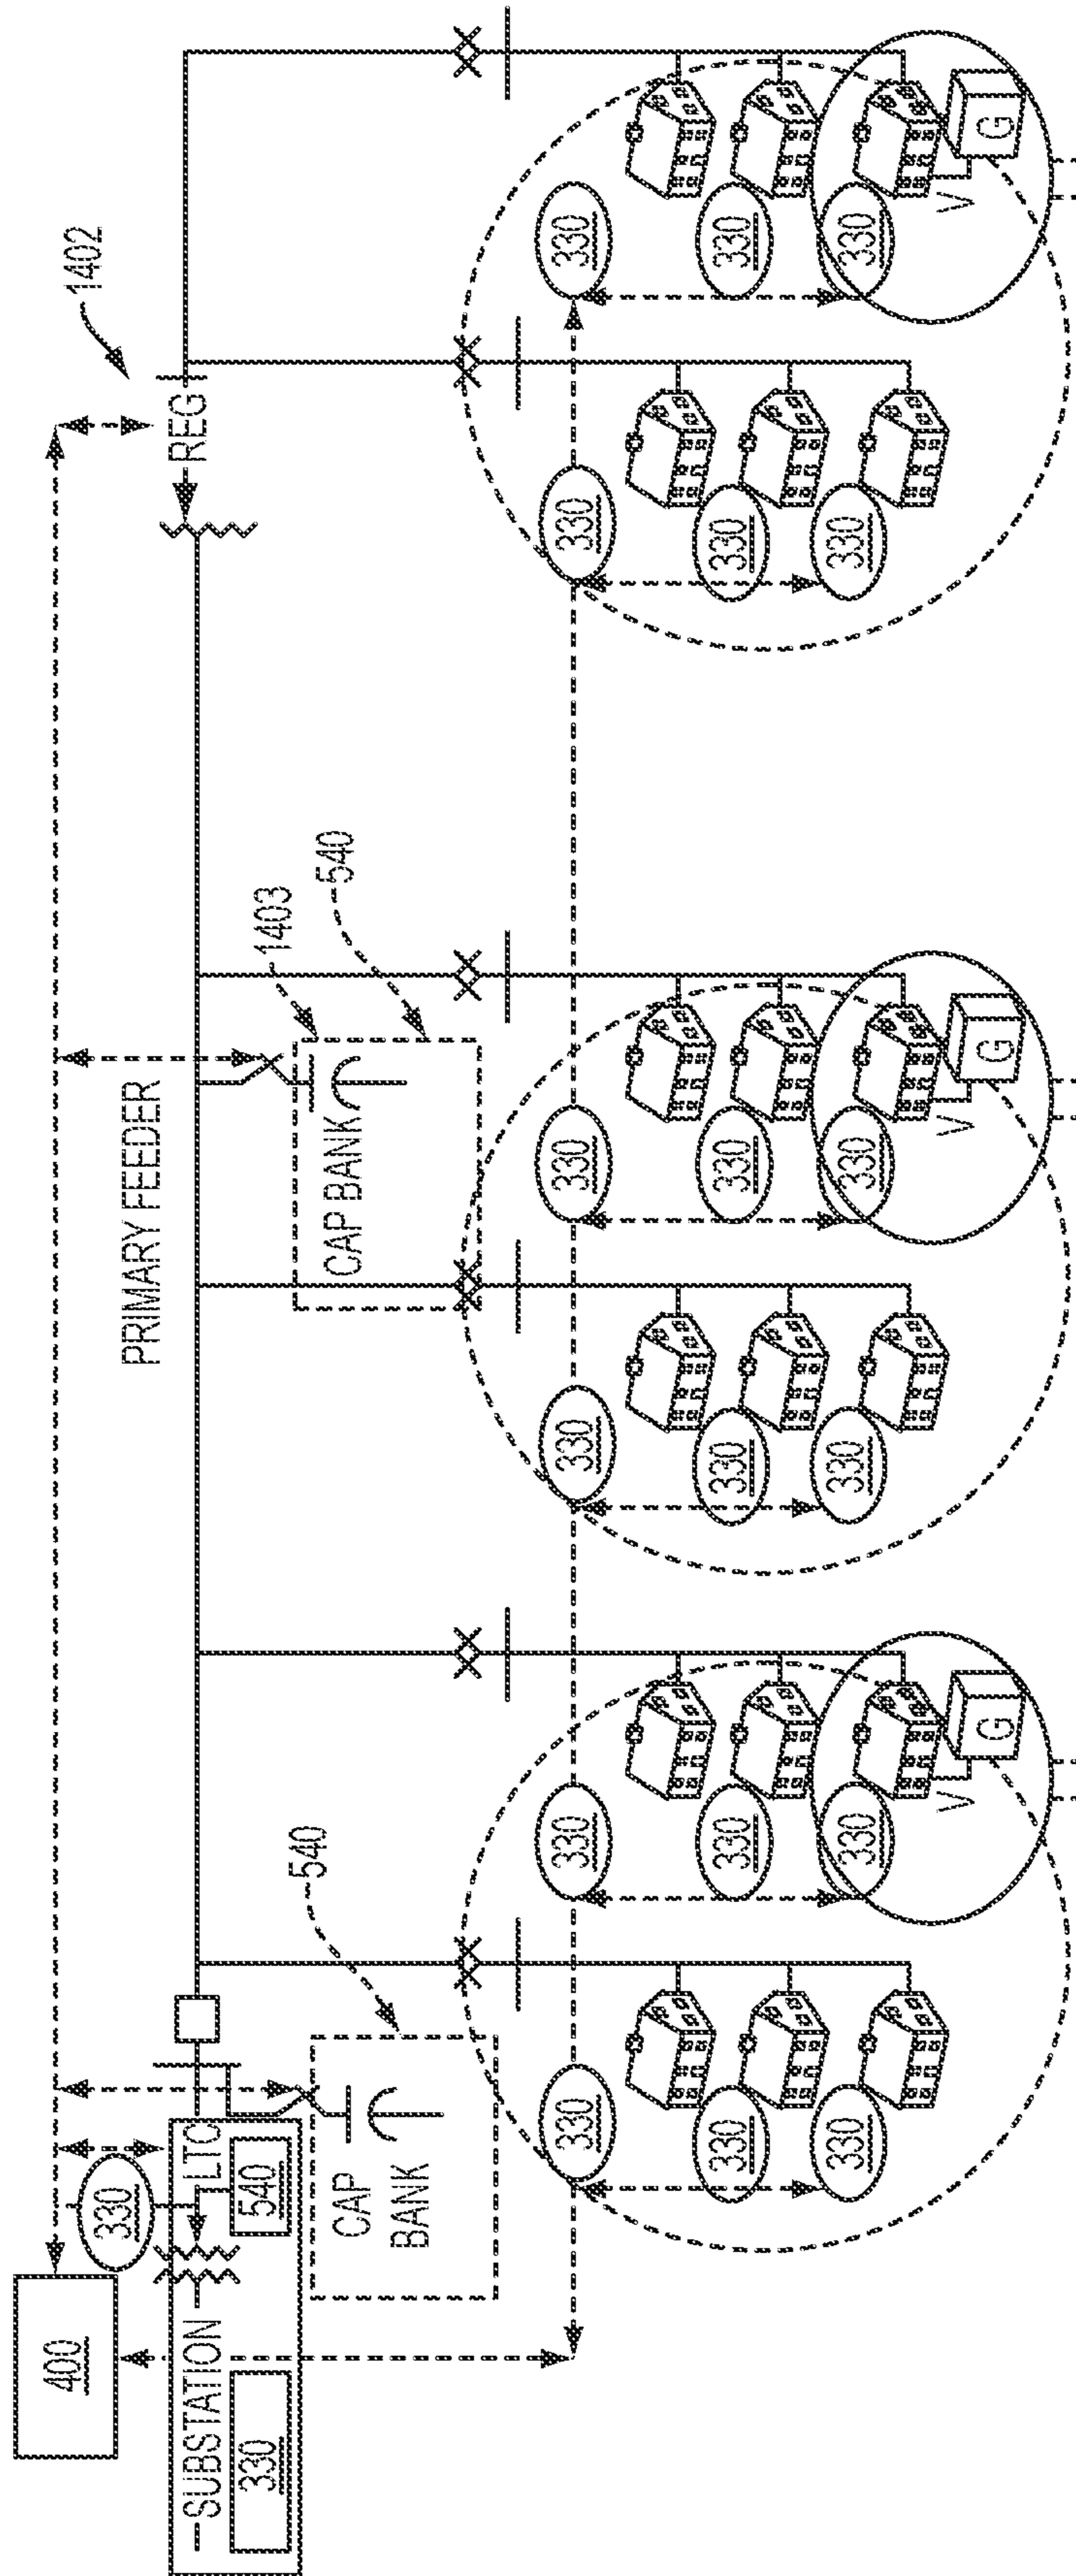 400
1402
330
PRIMARY FEEDER
SUBSTATION
LTC
REG
330
540
1403
540
540
CAP
BANK
CAP BANK
330 330 330 330 330 330
330 330 330 330 330 330
330 330 330 330 330 330
V V V
G G G